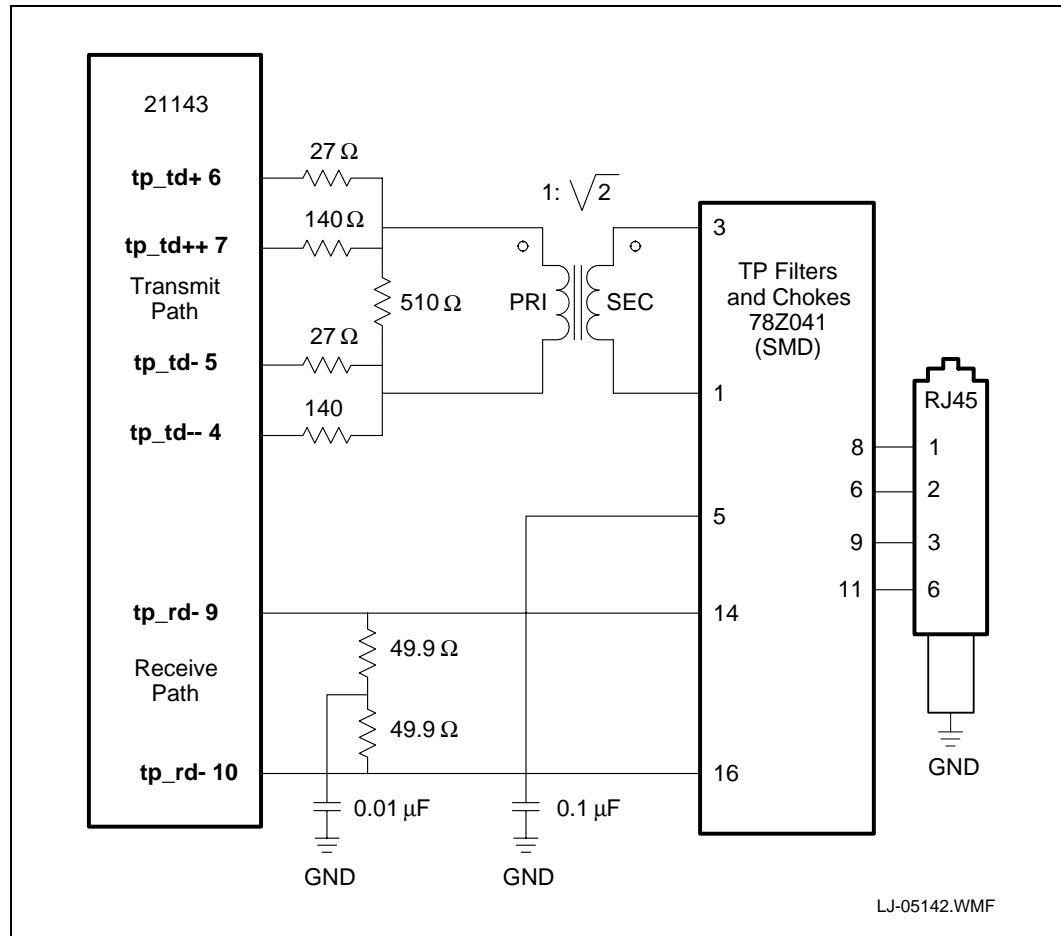 21143
tp_td+ 6
27 Ω
tp_td++ 7
140 Ω
Transmit
Path
510 Ω
tp_td- 5
27 Ω
tp_td-- 4
140
1: √2
PRI
SEC
3
TP Filters
and Chokes
78Z041
(SMD)
1
RJ45
8
1
6
2
5
9
3
11
6
tp_rd- 9
14
49.9 Ω
Receive
Path
49.9 Ω
tp_rd- 10
16
0.01 µF
0.1 µF
GND
GND
GND
LJ-05142.WMF